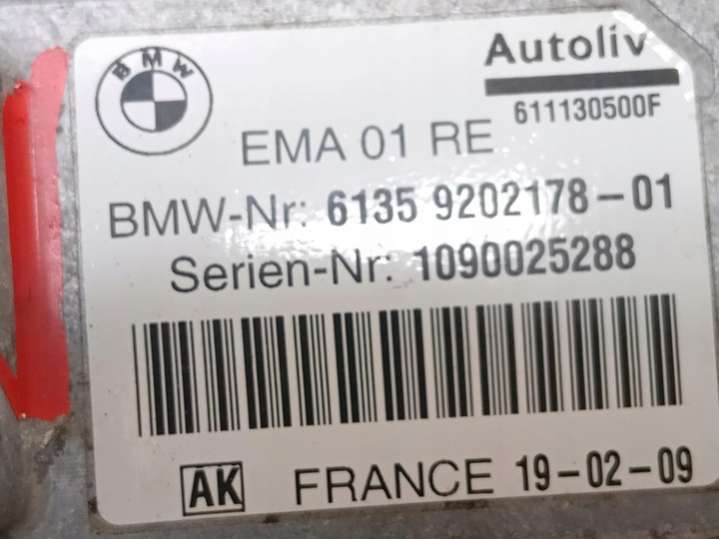 BMW
Autoliv
611130500F
EMA 01 RE
BMW-Nr: 6135 9202178-01
Serien-Nr: 1090025288
AK FRANCE 19-02-09